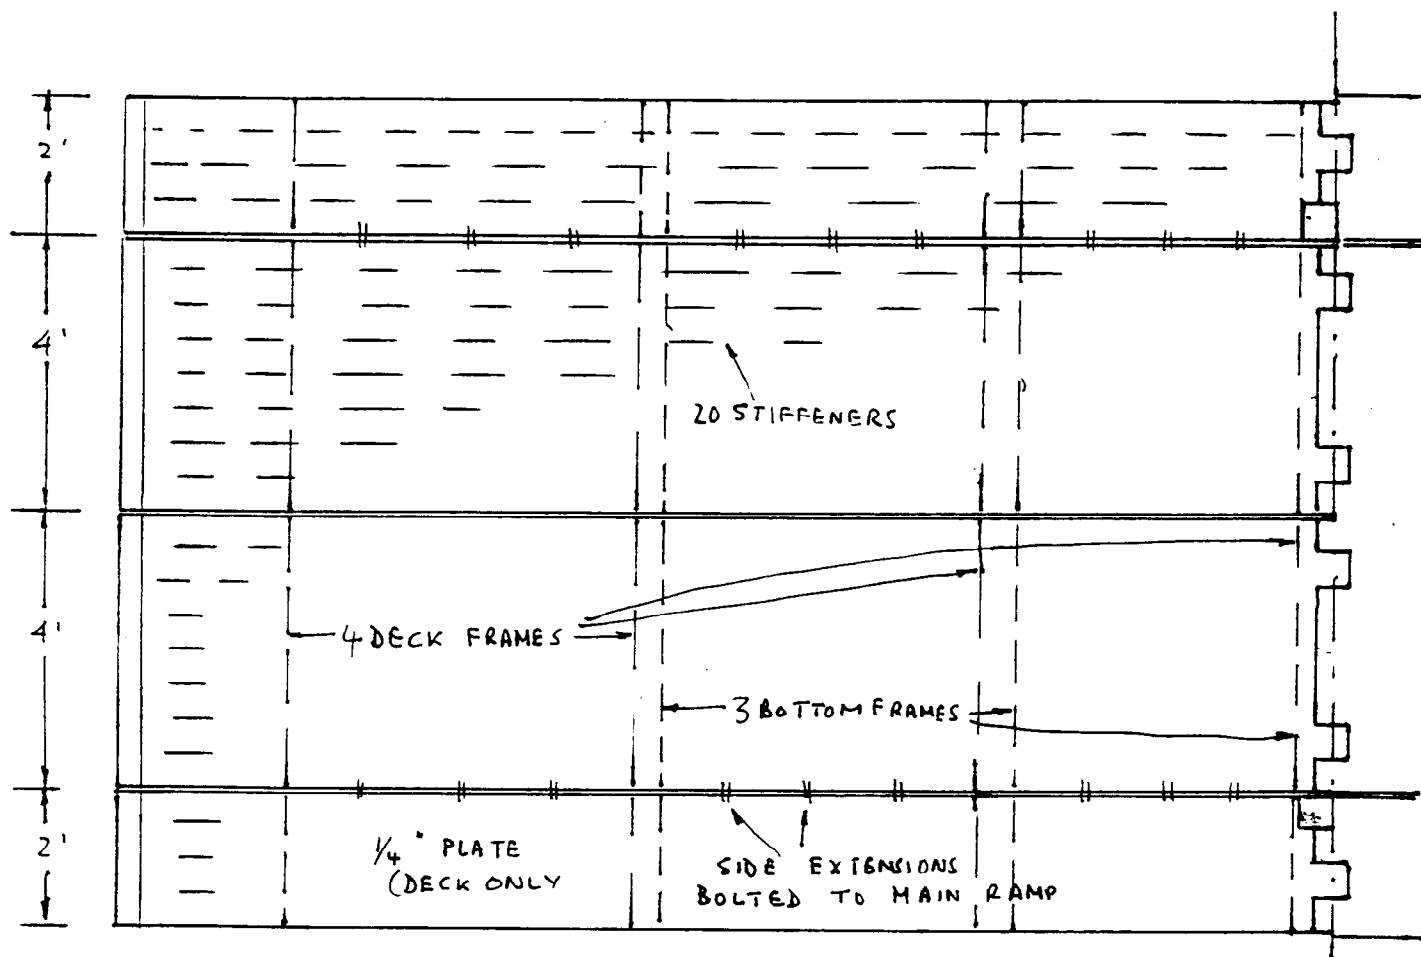 2'
4'
20 STIFFENERS
4'
4 DECK FRAMES
3 BOTTOM FRAMES
2'
1/4" PLATE
(DECK ONLY
SIDE EXTENSIONS
BOLTED TO MAIN RAMP